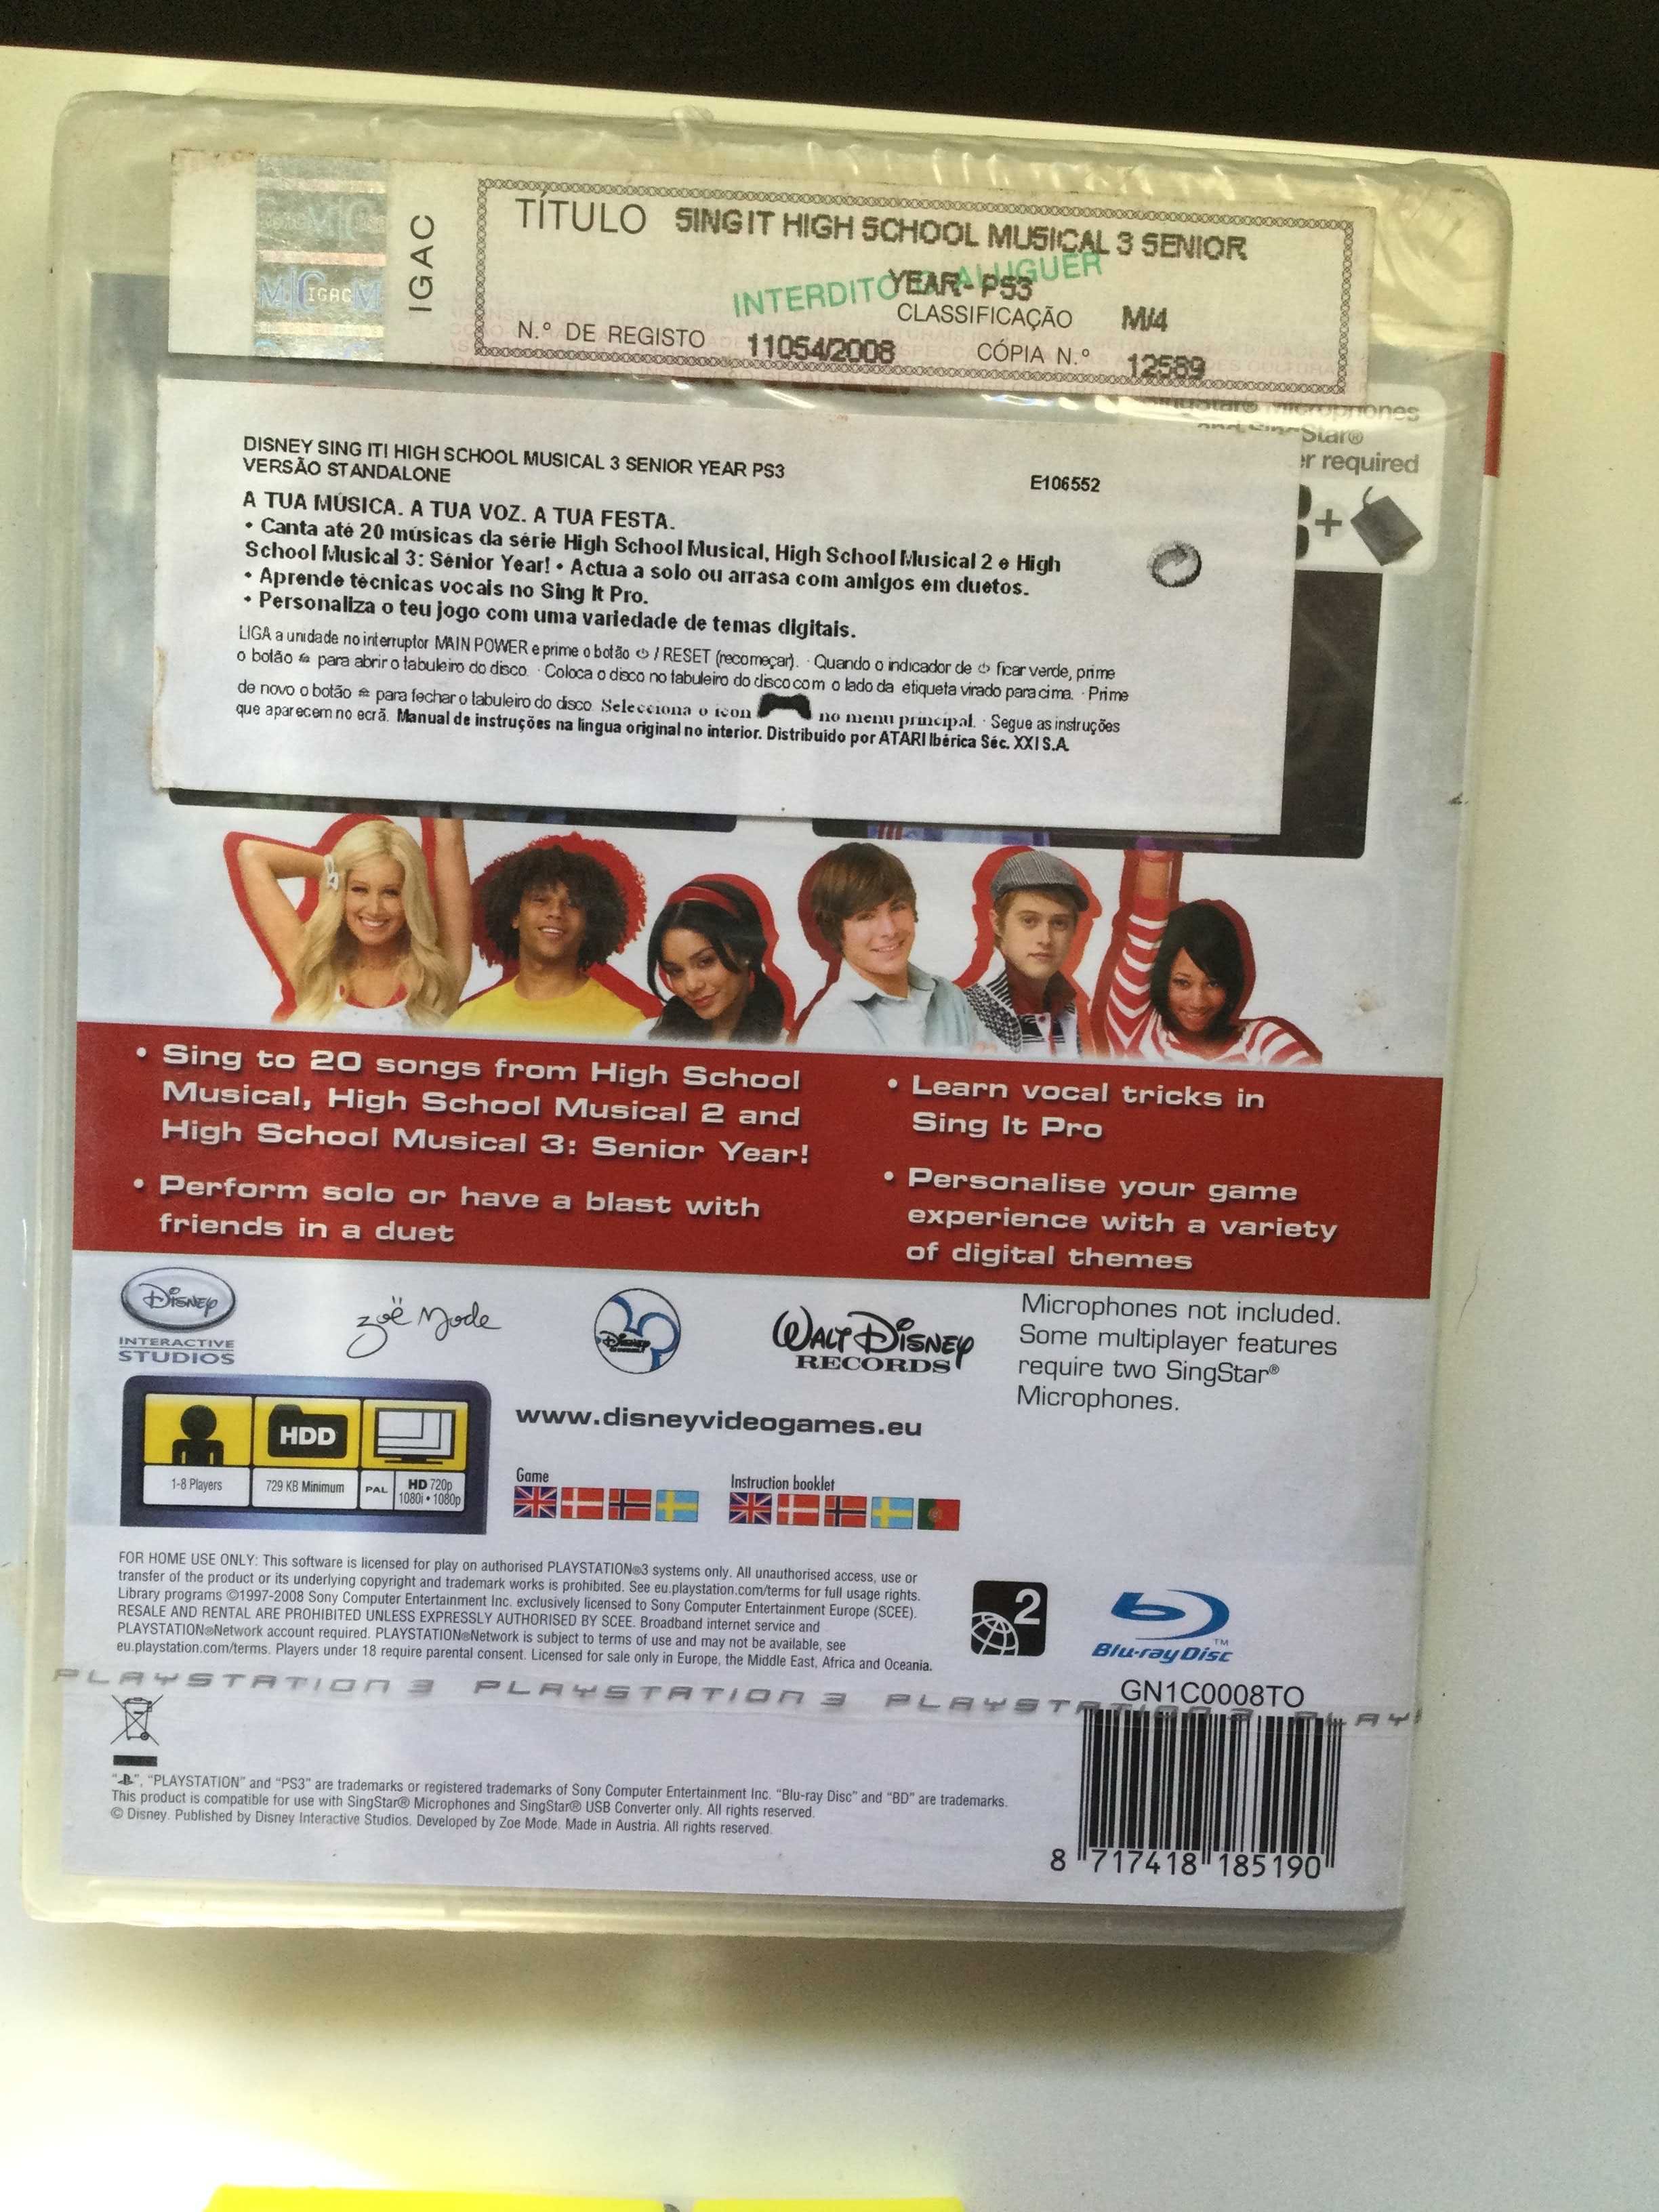 IGAC
TÍTULO SINGIT HIGH SCHOOL MUSICAL 3 SENIOR
YEAR- PS3
INTERDITO O ALUGUER
CLASSIFICAÇÃO M/4
N.º DE REGISTO 11054/2008 CÓPIA N.º 12589
SingStar® Microphones
Star®
er required
+
DISNEY SING IT! HIGH SCHOOL MUSICAL 3 SENIOR YEAR PS3
VERSÃO STANDALONE
E106552
A TUA MÚSICA. A TUA VOZ. A TUA FESTA.
• Canta até 20 músicas da série High School Musical, High School Musical 2 e High
School Musical 3: Sénior Year! • Actua a solo ou arrasa com amigos em duetos.
• Aprende técnicas vocais no Sing It Pro.
• Personaliza o teu jogo com uma variedade de temas digitais.
LIGA a unidade no interruptor MAIN POWER e prime o botão / RESET (recomeçar). · Quando o indicador de ficar verde, prime
o botão para abrir o tabuleiro do disco. · Coloca o disco no tabuleiro do disco com o lado da etiqueta virado para cima. · Prime
de novo o botão para fechar o tabuleiro do disco. Selecciona o icon no menu principal. · Segue as instruções
que aparecem no ecrã. Manual de instruções na lingua original no interior. Distribuido por ATARI Ibérica Séc. XXI S.A.
• Sing to 20 songs from High School
Musical, High School Musical 2 and
High School Musical 3: Senior Year!
• Perform solo or have a blast with
friends in a duet
• Learn vocal tricks in
Sing It Pro
• Personalise your game
experience with a variety
of digital themes
Disney
INTERACTIVE
STUDIOS
zoë Mode
Disney
WALT DISNEY
RECORDS
Microphones not included.
Some multiplayer features
require two SingStar®
Microphones.
HDD
1-8 Players
729 KB Minimum
PAL
HD 720p
1080i • 1080p
www.disneyvideogames.eu
Game
Instruction booklet
FOR HOME USE ONLY: This software is licensed for play on authorised PLAYSTATION®3 systems only. All unauthorised access, use or
transfer of the product or its underlying copyright and trademark works is prohibited. See eu.playstation.com/terms for full usage rights.
Library programs ©1997-2008 Sony Computer Entertainment Inc. exclusively licensed to Sony Computer Entertainment Europe (SCEE).
RESALE AND RENTAL ARE PROHIBITED UNLESS EXPRESSLY AUTHORISED BY SCEE. Broadband internet service and
PLAYSTATION®Network account required. PLAYSTATION®Network is subject to terms of use and may not be available, see
eu.playstation.com/terms. Players under 18 require parental consent. Licensed for sale only in Europe, the Middle East, Africa and Oceania.
2
Blu-ray Disc™
GN1C0008TO
PLAYSTATION 3 PLAYSTATION 3 PLAYSTATION 3 PLAY
"", "PLAYSTATION" and "PS3" are trademarks or registered trademarks of Sony Computer Entertainment Inc. "Blu-ray Disc" and "BD" are trademarks.
This product is compatible for use with SingStar® Microphones and SingStar® USB Converter only. All rights reserved.
© Disney. Published by Disney Interactive Studios. Developed by Zoe Mode. Made in Austria. All rights reserved.
8 717418 185190